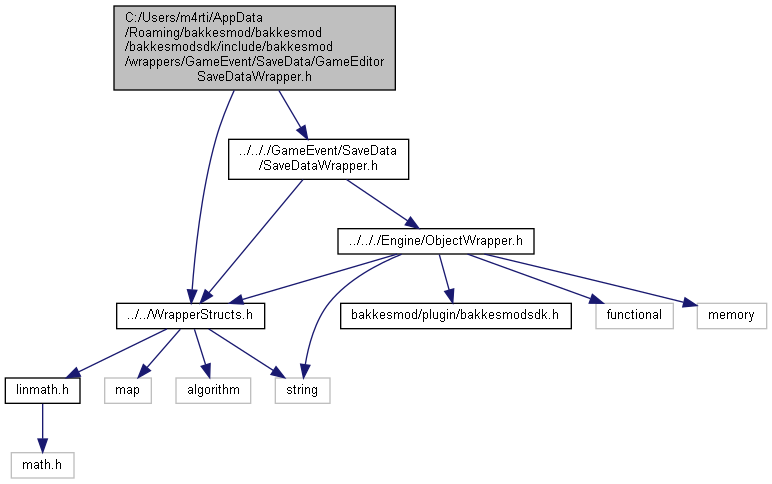 C:/Users/m4rti/AppData
/Roaming/bakkesmod/bakkesmod
/bakkesmodsdk/include/bakkesmod
/wrappers/GameEvent/SaveData/GameEditor
SaveDataWrapper.h
../../../GameEvent/SaveData
/SaveDataWrapper.h
../../../Engine/ObjectWrapper.h
../../WrapperStructs.h
bakkesmod/plugin/bakkesmodsdk.h
functional
memory
linmath.h
map
algorithm
string
math.h